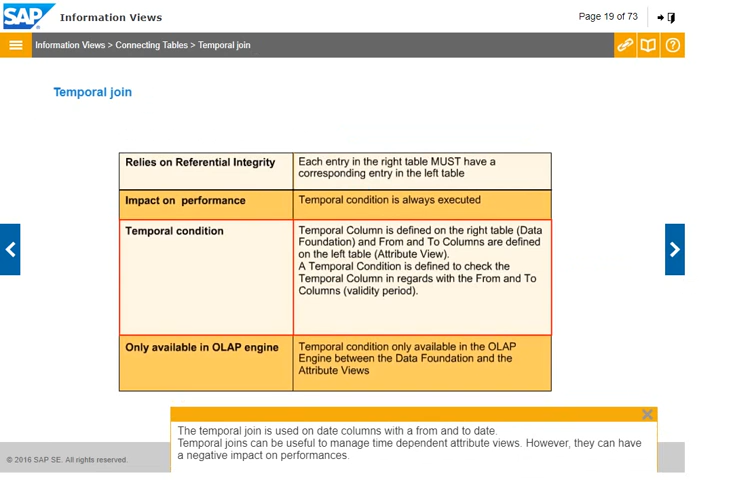 SAP
Information Views
Page 19 of 73
Information Views > Connecting Tables > Temporal join
Temporal join
Relies on Referential Integrity
Each entry in the right table MUST have a
corresponding entry in the left table
Impact on performance
Temporal condition is always executed
Temporal condition
Temporal Column is defined on the right table (Data
Foundation) and From and To Columns are defined
on the left table (Attribute View).
A Temporal Condition is defined to check the
Temporal Column in regards with the From and To
Columns (validity period).
Only available in OLAP engine
Temporal condition only available in the OLAP
Engine between the Data Foundation and the
Attribute Views
The temporal join is used on date columns with a from and to date.
Temporal joins can be useful to manage time dependent attribute views. However, they can have
a negative impact on performances.
© 2016 SAP SE. All rights reserved.